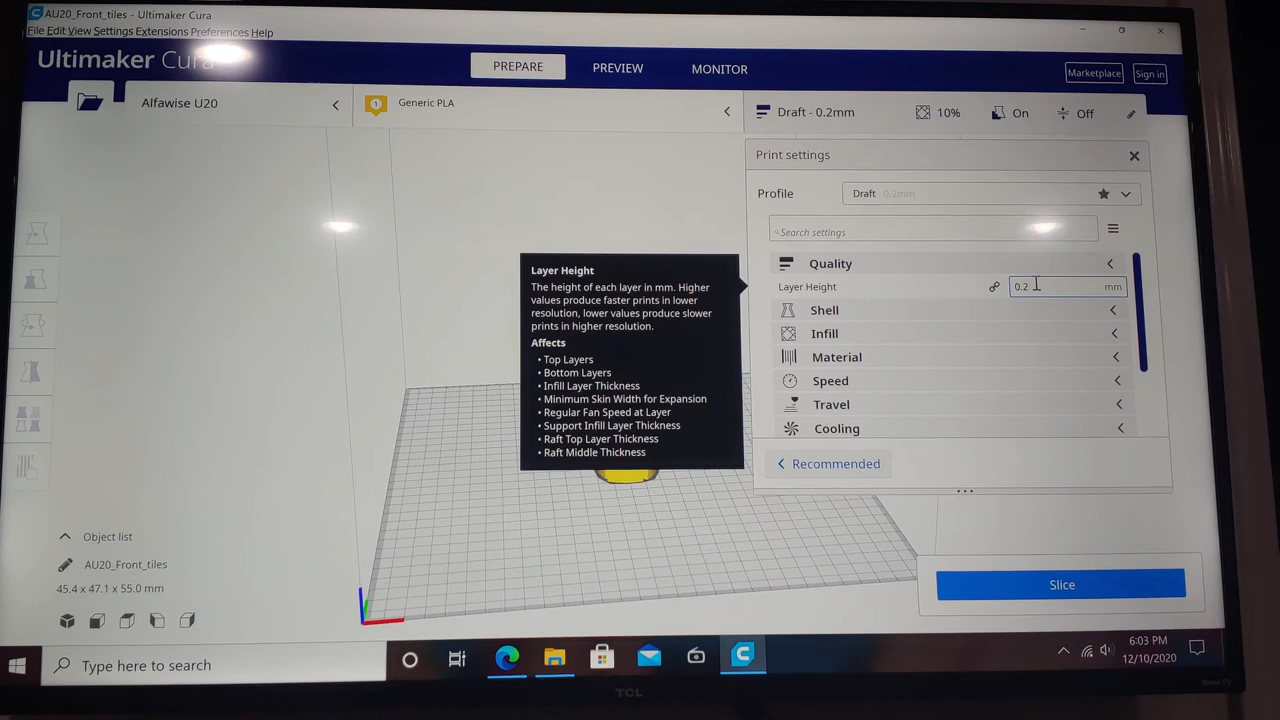 AU20_Front_tiles - Ultimaker Cura
File Edit View Settings Extensions Preferences Help
Ultimaker Cura
PREPARE
PREVIEW
MONITOR
Marketplace
Sign in
Alfawise U20
1
Generic PLA
Draft - 0.2mm
10%
On
Off
Print settings
Profile
Draft - 0.2mm
Search settings
Quality
Layer Height
0.2
mm
Shell
Infill
Material
Speed
Travel
Cooling
Recommended
Layer Height
The height of each layer in mm. Higher
values produce faster prints in lower
resolution, lower values produce slower
prints in higher resolution.
Affects
• Top Layers
• Bottom Layers
• Infill Layer Thickness
• Minimum Skin Width for Expansion
• Regular Fan Speed at Layer
• Support Infill Layer Thickness
• Raft Top Layer Thickness
• Raft Middle Thickness
Object list
AU20_Front_tiles
45.4 x 47.1 x 55.0 mm
Slice
Type here to search
6:03 PM
12/10/2020
TCL